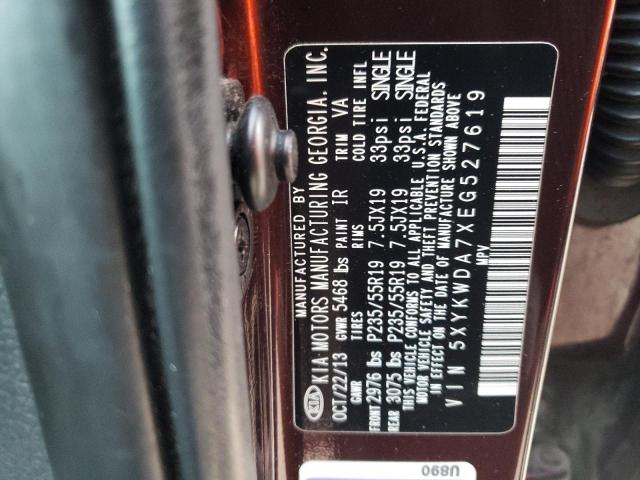 MANUFACTURED BY
KIA KIA MOTORS MANUFACTURING GEORGIA, INC.
OCT/22/13 GVWR 5468 lbs PAINT IR TRIM VA
GAWR TIRES RIMS COLD TIRE INFL
FRONT 2976 lbs P235/55R19 7.5JX19 33psi SINGLE
REAR 3075 lbs P235/55R19 7.5JX19 33psi SINGLE
THIS VEHICLE CONFORMS TO ALL APPLICABLE U.S.A. FEDERAL
MOTOR VEHICLE SAFETY AND THEFT PREVENTION STANDARDS
IN EFFECT ON THE DATE OF MANUFACTURE SHOWN ABOVE
VIN 5XYKWDA7XEG527619
MPV
U890